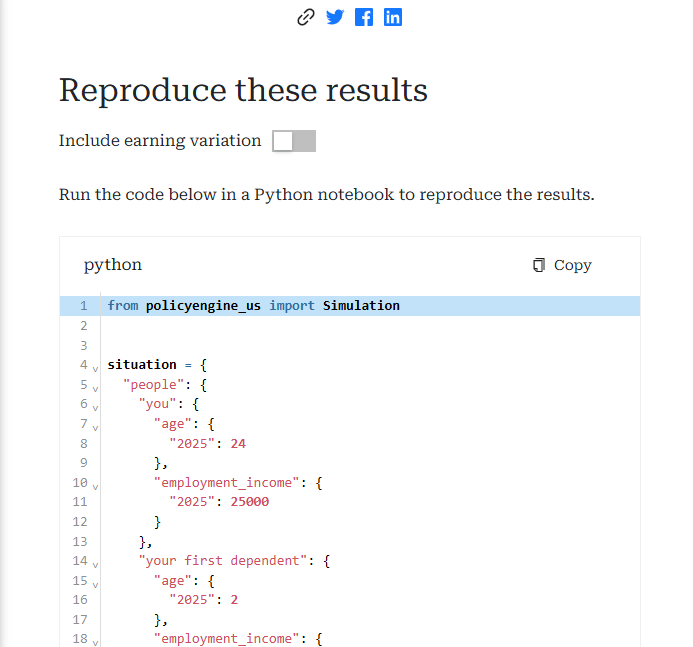 Reproduce these results
Include earning variation
Run the code below in a Python notebook to reproduce the results.
python
Copy
1 from policyengine_us import Simulation
2
3
4 situation = {
5 "people": {
6 "you": {
7 "age": {
8 "2025": 24
9 },
10 "employment_income": {
11 "2025": 25000
12 }
13 },
14 "your first dependent": {
15 "age": {
16 "2025": 2
17 },
18 "employment_income": {